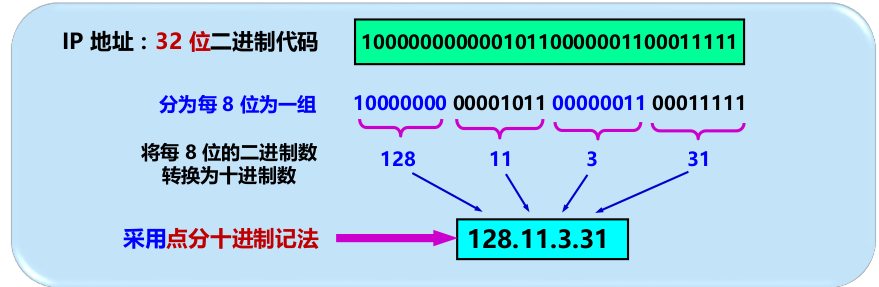 IP 地址：32 位二进制代码 10000000000010110000001100011111
分为每 8 位为一组 10000000 00001011 00000011 00011111
将每 8 位的二进制数
转换为十进制数
128 11 3 31
采用点分十进制记法 128.11.3.31